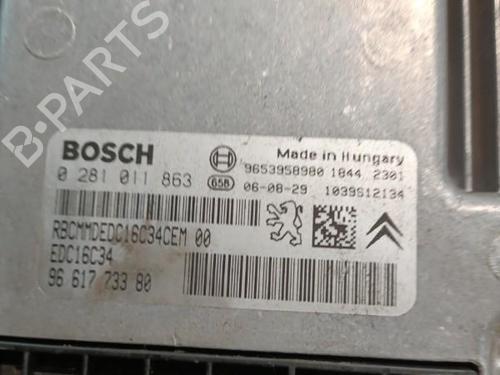 B-PARTS
BOSCH
Made in Hungary
0 281 011 863
9653958980 1844 2301
658
06-08-29 1039S12134
RBCMMDEDC16C34CEM 00
EDC16C34
96 617 733 80